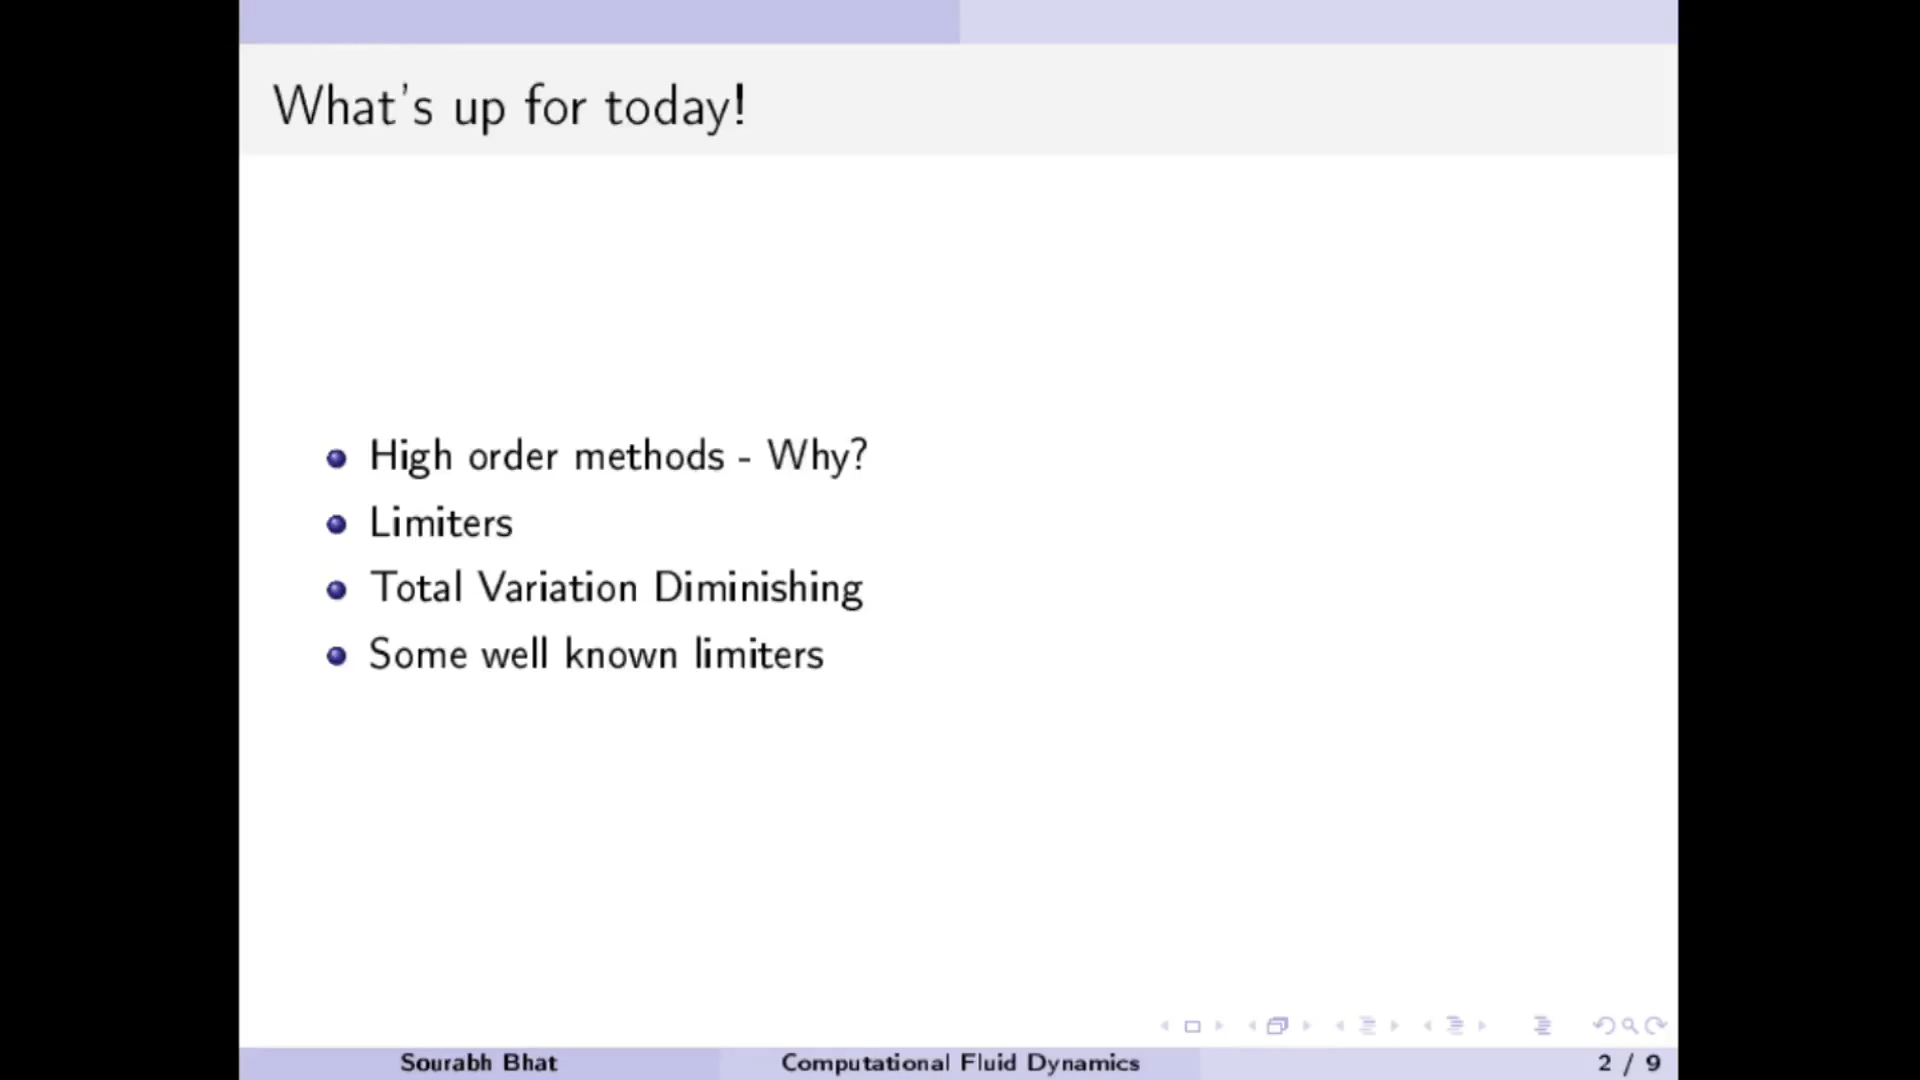 What's up for today!
High order methods - Why?
Limiters
Total Variation Diminishing
Some well known limiters
Sourabh Bhat
Computational Fluid Dynamics
2 / 9